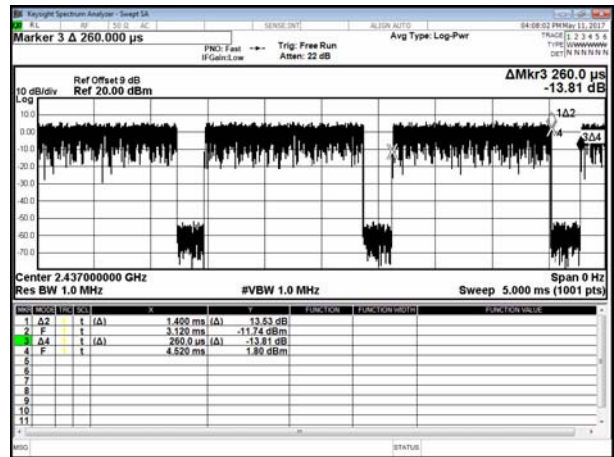 Keysight Spectrum Analyzer - Swept SA
RL RF 50 Ω AC SENSE:INT ALIGN AUTO 04:08:02 PM May 11, 2017
Marker 3 Δ 260.000 µs
PNO: Fast Trig: Free Run
IFGain:Low Atten: 22 dB
Avg Type: Log-Pwr
TRACE 1 2 3 4 5 6
TYPE WWWWWW
DET N N N N N N
ΔMkr3 260.0 µs
-13.81 dB
Ref Offset 9 dB
10 dB/div Ref 20.00 dBm
Log
10.0
0.00
-10.0
-20.0
-30.0
-40.0
-50.0
-60.0
-70.0
1Δ2
4
3Δ4
Center 2.437000000 GHz Span 0 Hz
Res BW 1.0 MHz #VBW 1.0 MHz Sweep 5.000 ms (1001 pts)
MKR MODE TRC SCL X Y FUNCTION FUNCTION WIDTH FUNCTION VALUE
1 Δ2 t (Δ) 1.400 ms (Δ) 13.53 dB
2 F t 3.120 ms -11.74 dBm
3 Δ4 t (Δ) 260.0 µs (Δ) -13.81 dB
4 F t 4.520 ms 1.80 dBm
5
6
7
8
9
10
11
MSG STATUS